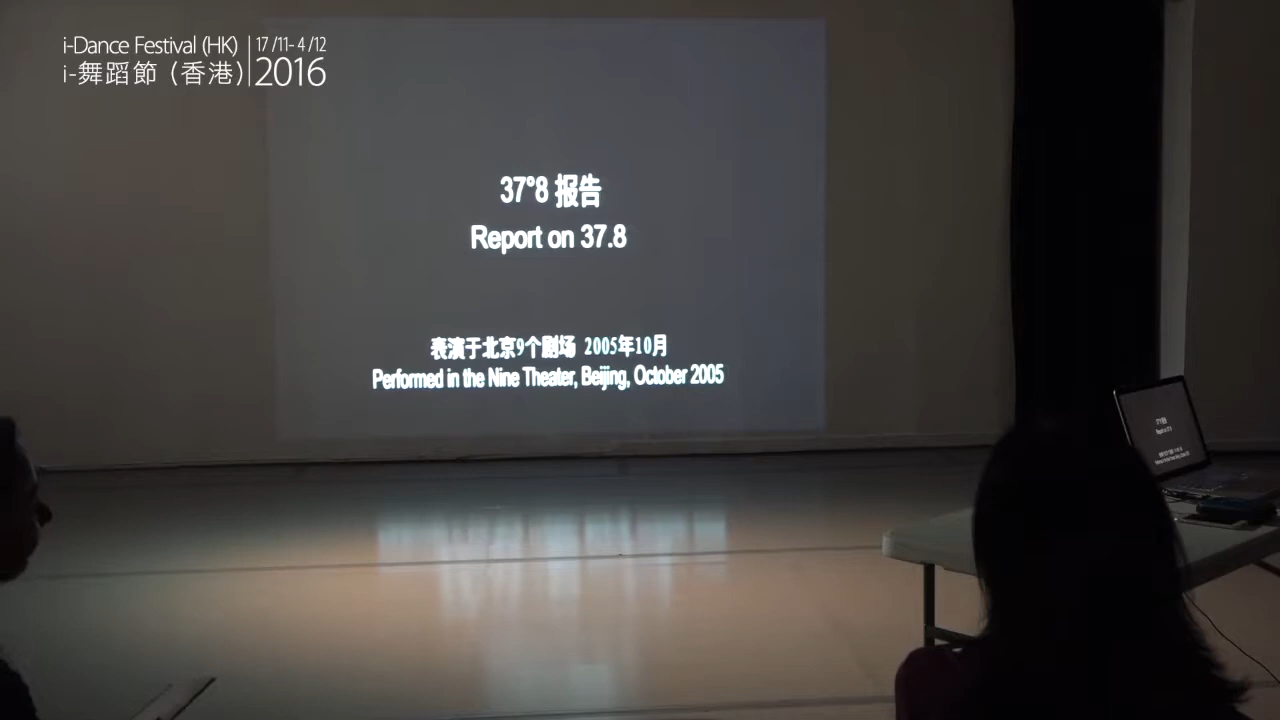 i-Dance Festival (HK)
i-舞蹈節 (香港)
17/11-4/12
2016
37°8 报告
Report on 37.8
表演于北京9个剧场 2005年10月
Performed in the Nine Theater, Beijing, October 2005